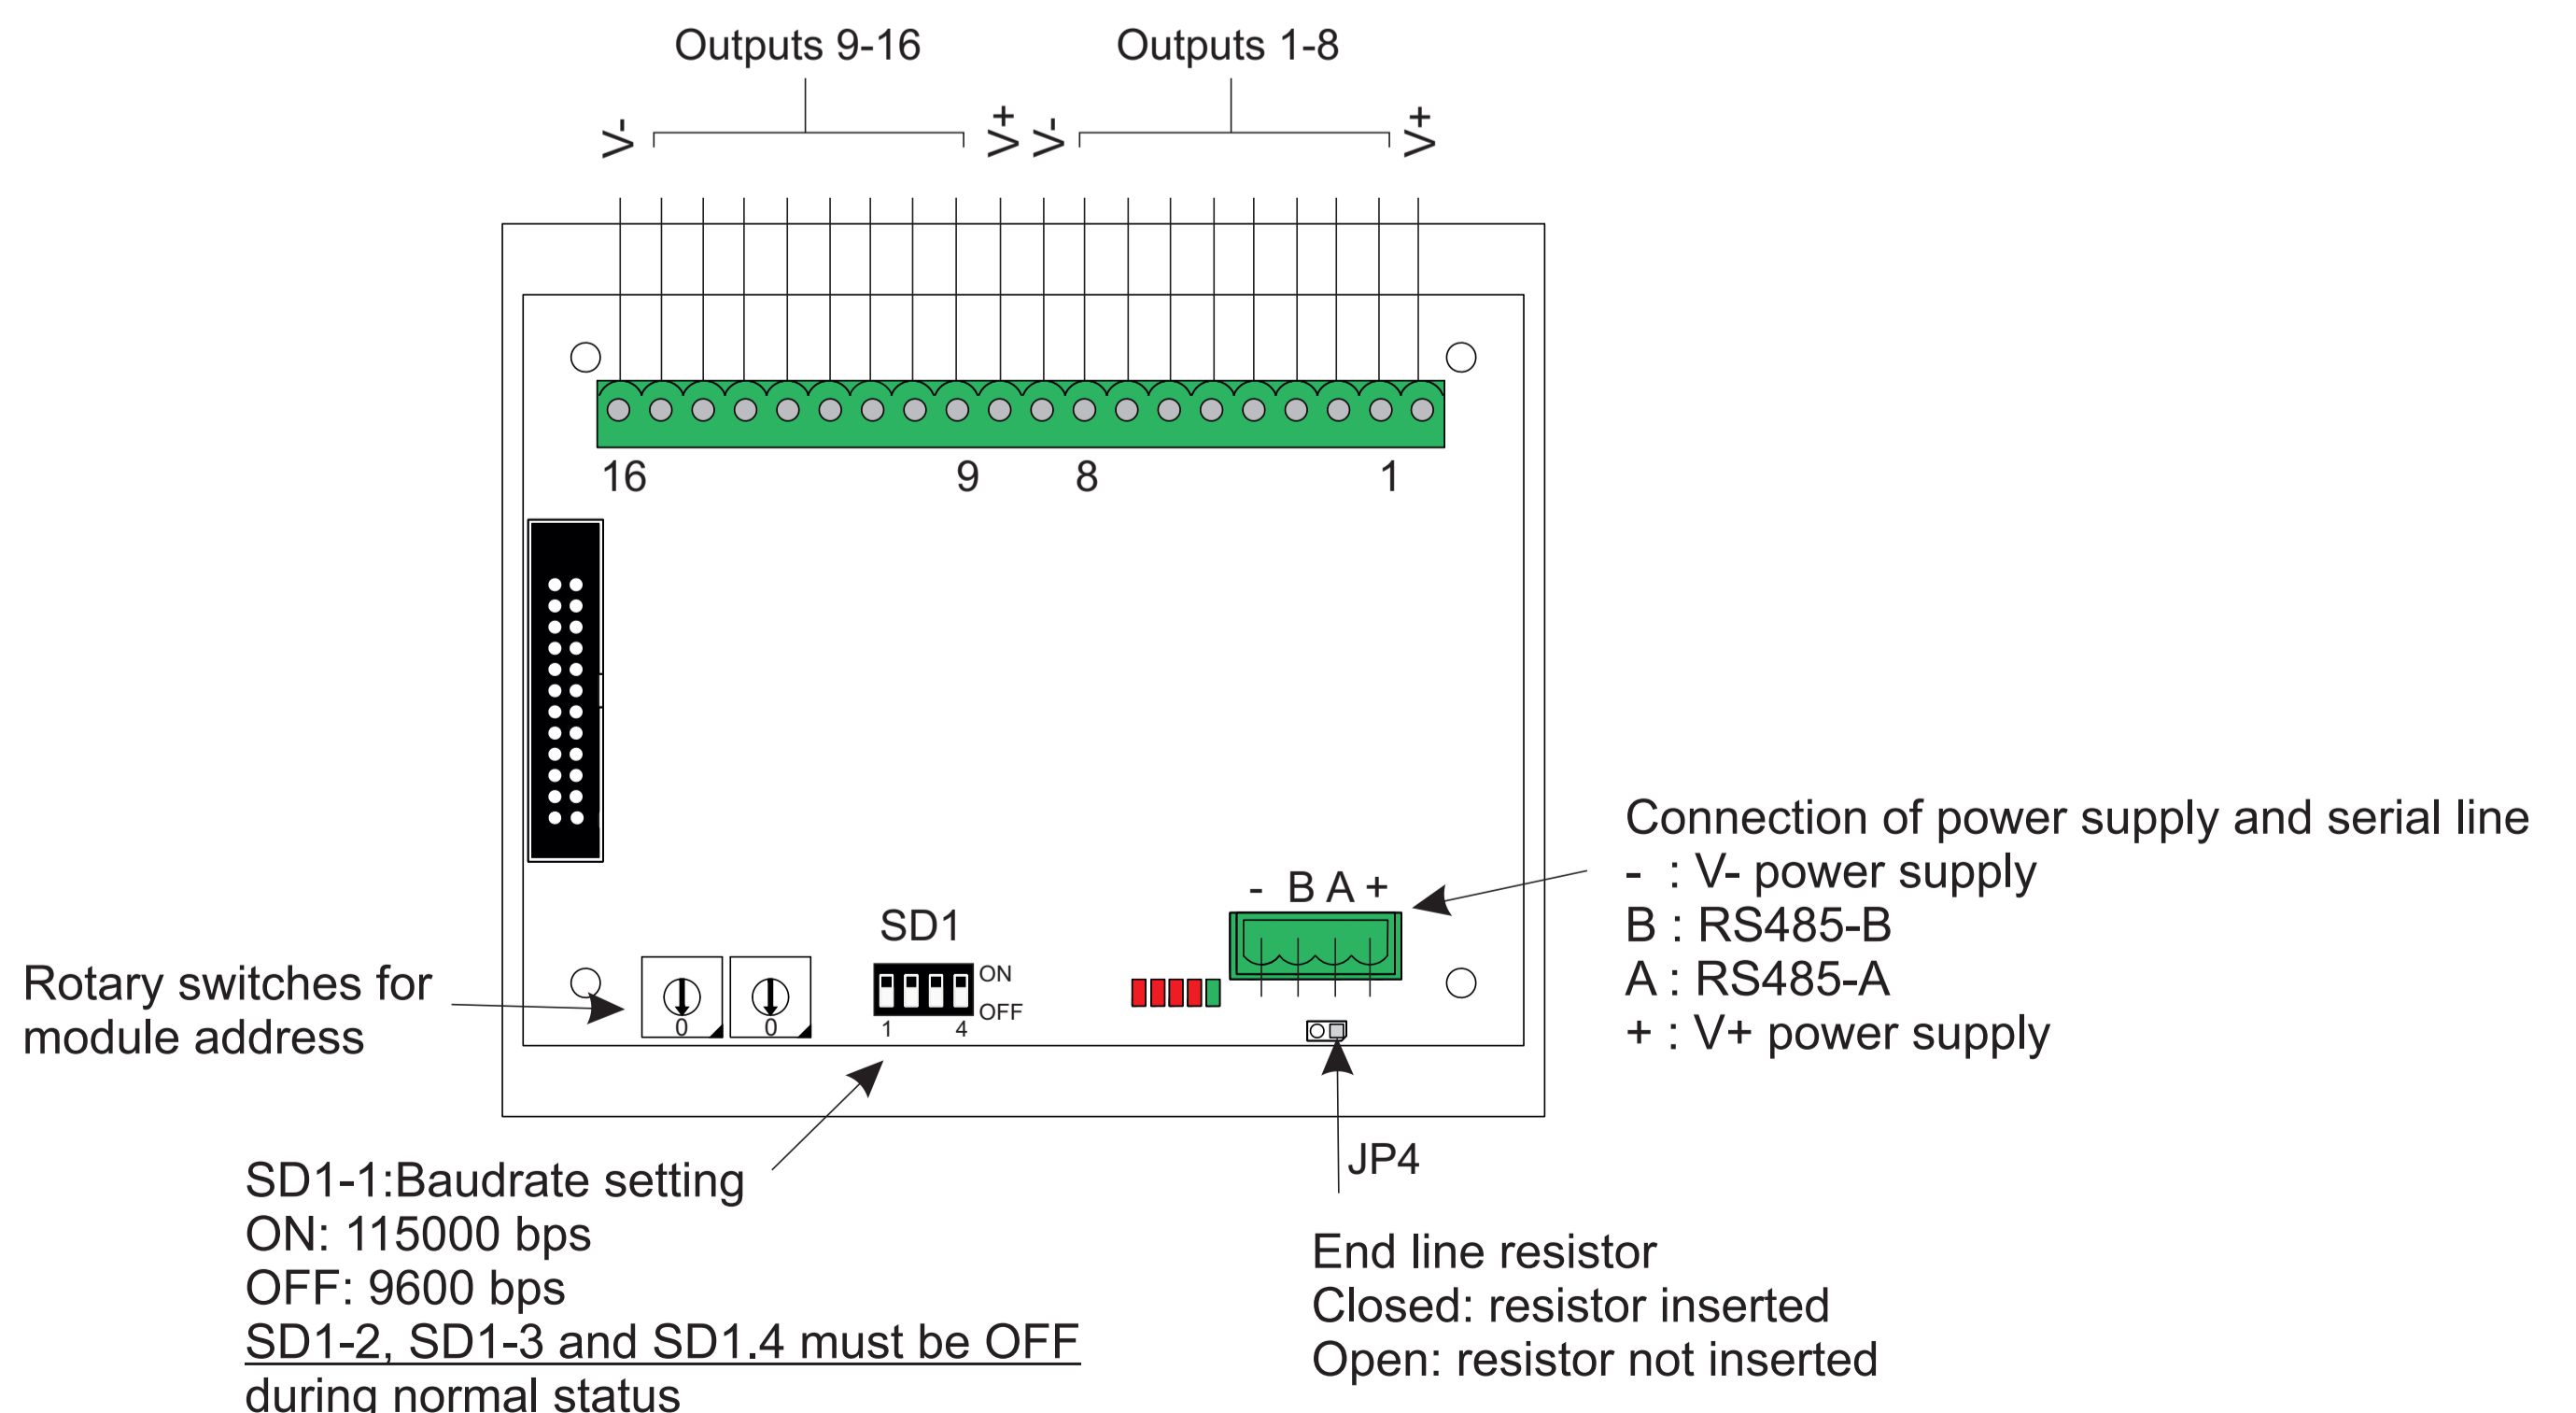 Outputs 9-16
Outputs 1-8
V-
V+
V-
V+
16
9
8
1
Connection of power supply and serial line
- : V- power supply
B : RS485-B
A : RS485-A
+ : V+ power supply
- B A +
SD1
ON
OFF
1
4
0
0
Rotary switches for
module address
JP4
SD1-1:Baudrate setting
ON: 115000 bps
OFF: 9600 bps
SD1-2, SD1-3 and SD1.4 must be OFF
during normal status
End line resistor
Closed: resistor inserted
Open: resistor not inserted